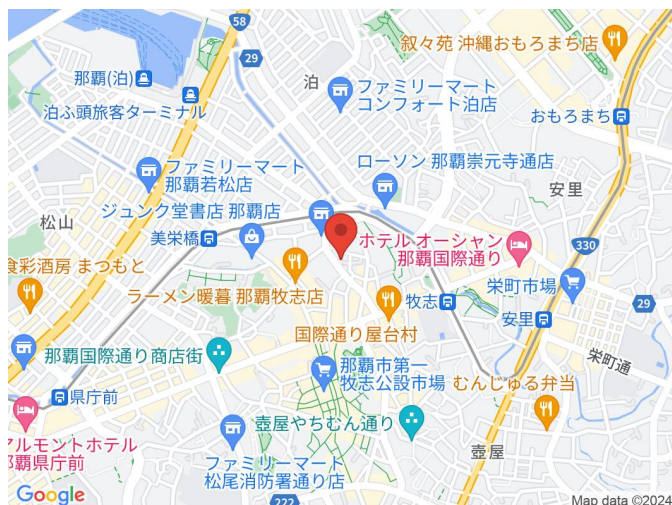 58
叙々苑 沖縄おもろまち店
29
那覇(泊)
泊
泊ふ頭旅客ターミナル
ファミリーマート
コンフォート泊店
おもろまち
ファミリーマート
那覇若松店
ローソン 那覇崇元寺通店
安里
松山
ジュンク堂書店 那覇店
美栄橋
ホテル オーシャン
那覇国際通り
330
食彩酒房 まつもと
ラーメン暖暮 那覇牧志店
牧志
栄町市場
29
国際通り屋台村
安里
那覇国際通り商店街
那覇市第一
牧志公設市場
栄町通
むんじゅる弁当
県庁前
アルモントホテル
那覇県庁前
壺屋やちむん通り
壺屋
ファミリーマート
松尾消防署通り店
222
Google
Map data ©2024